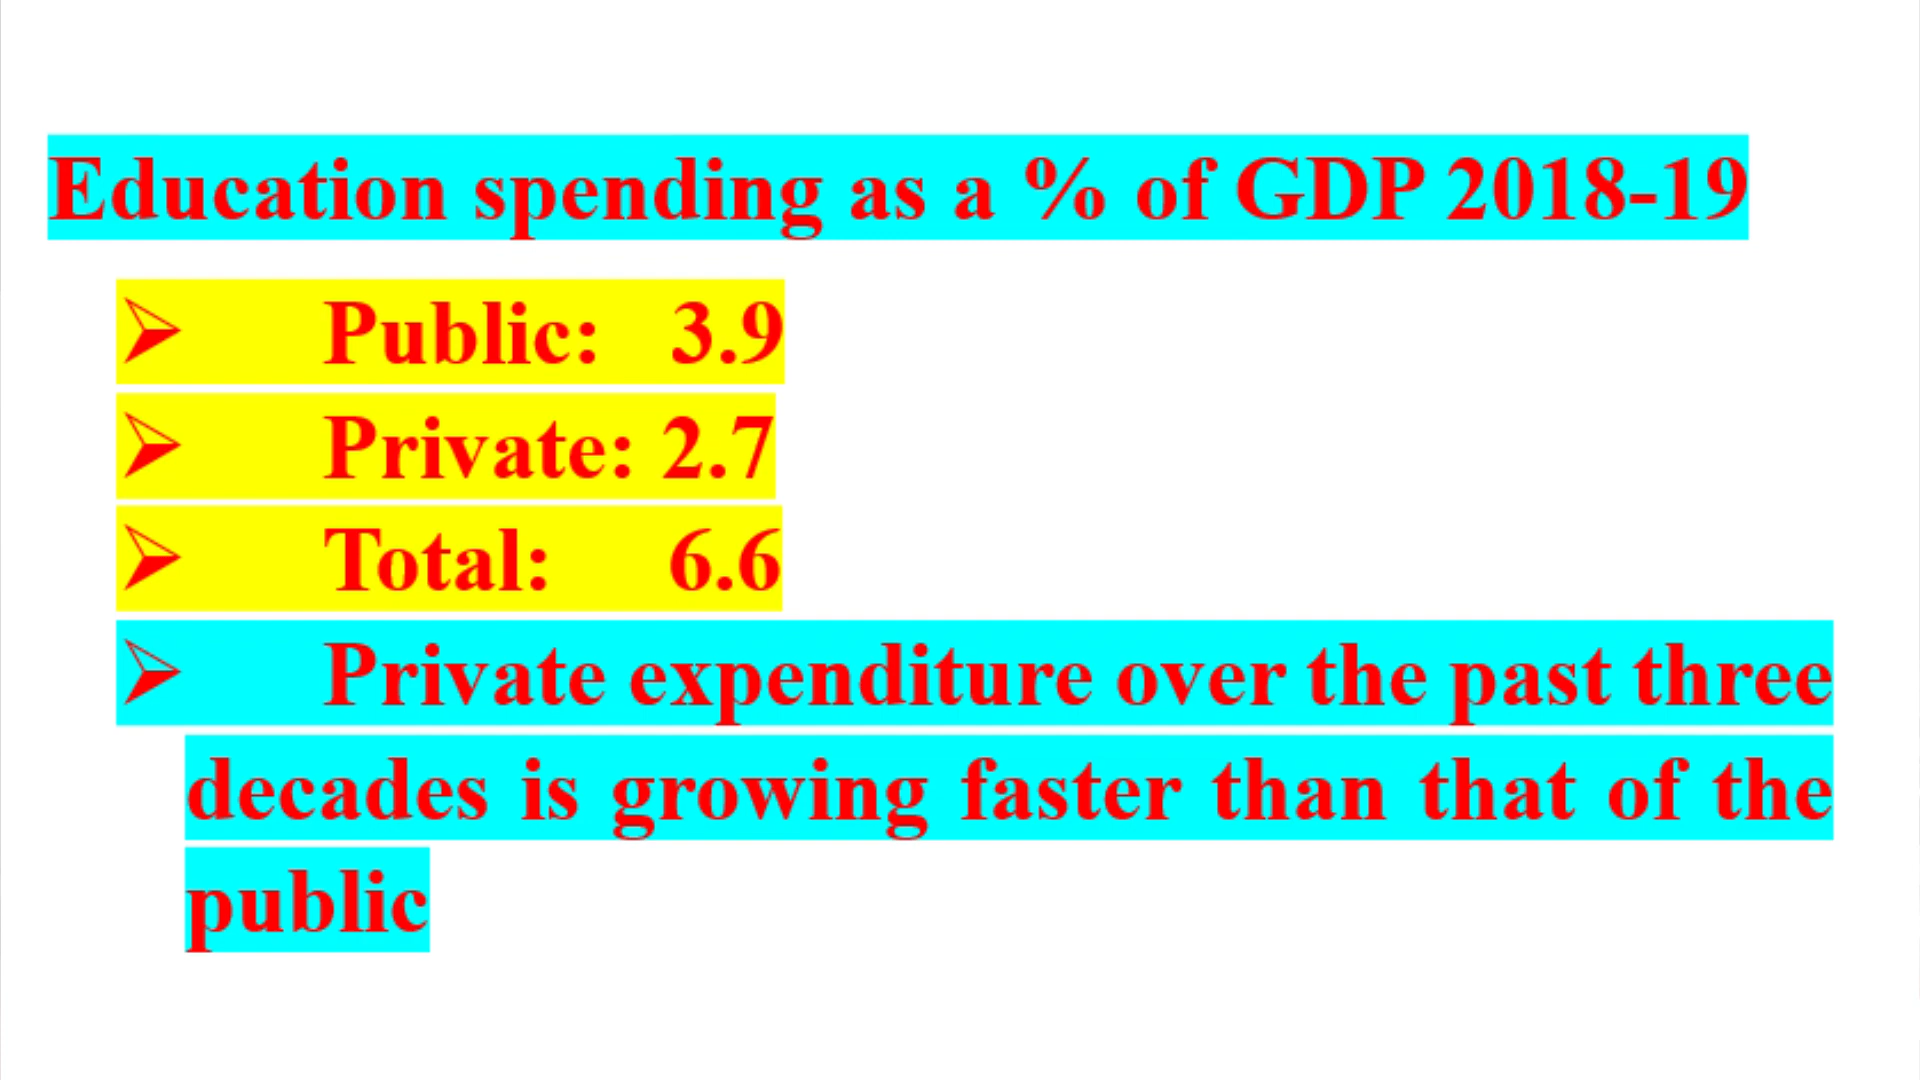 Education spending as a % of GDP 2018-19
➢ Public: 3.9
➢ Private: 2.7
➢ Total: 6.6
➢ Private expenditure over the past three
decades is growing faster than that of the
public